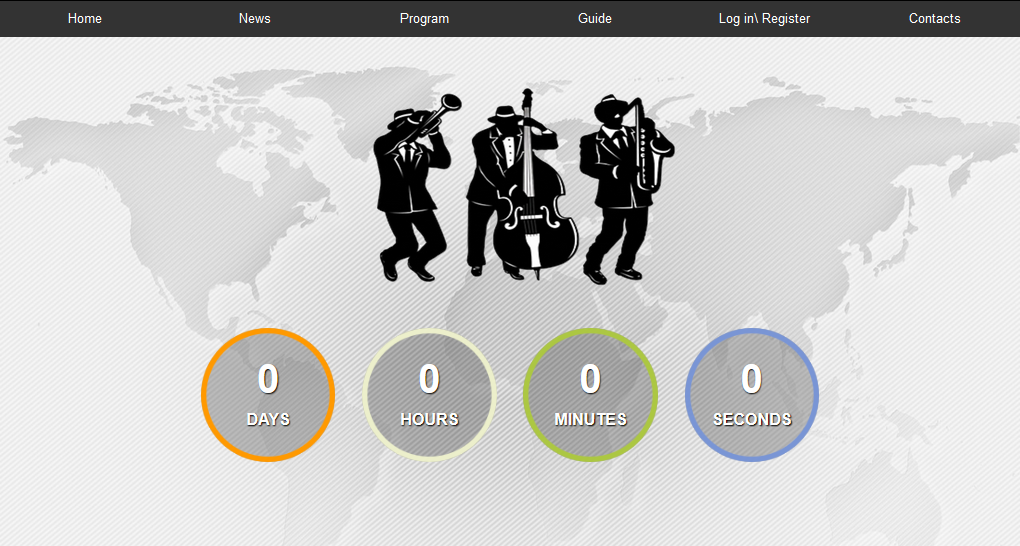 Home News Program Guide Log in\ Register Contacts
0 0 0 0
DAYS HOURS MINUTES SECONDS